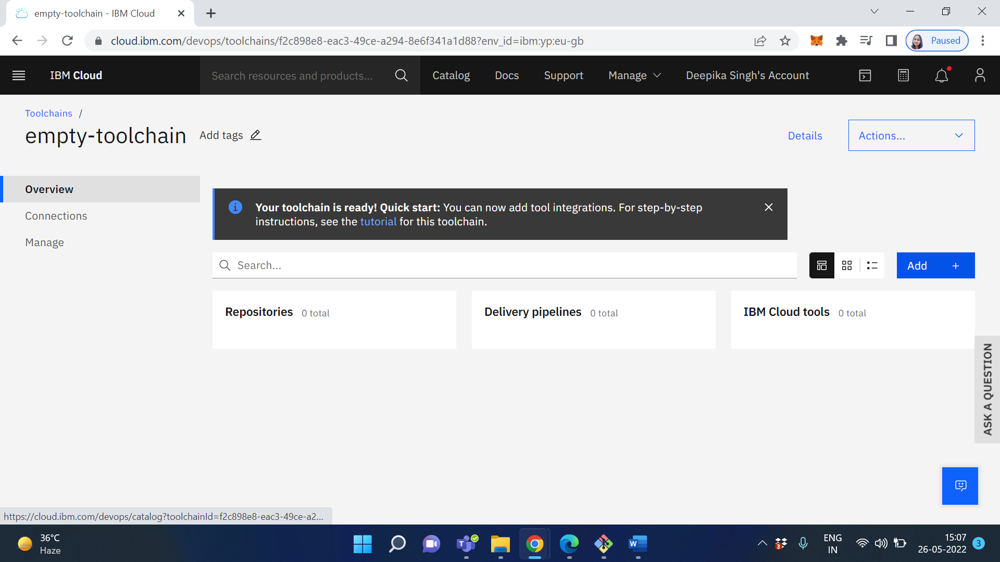 empty-toolchain - IBM Cloud
cloud.ibm.com/devops/toolchains/f2c898e8-eac3-49ce-a294-8e6f341a1d88?env_id=ibm:yp:eu-gb
Paused
IBM Cloud
Search resources and products...
Catalog
Docs
Support
Manage
Deepika Singh's Account
Toolchains /
empty-toolchain
Add tags
Details
Actions...
Overview
Connections
Manage
Your toolchain is ready! Quick start: You can now add tool integrations. For step-by-step
instructions, see the tutorial for this toolchain.
Search...
Add +
Repositories 0 total
Delivery pipelines 0 total
IBM Cloud tools 0 total
ASK A QUESTION
https://cloud.ibm.com/devops/catalog?toolchainId=f2c898e8-eac3-49ce-a2...
36°C
Haze
T
W
3
ENG
IN
15:07
26-05-2022
3